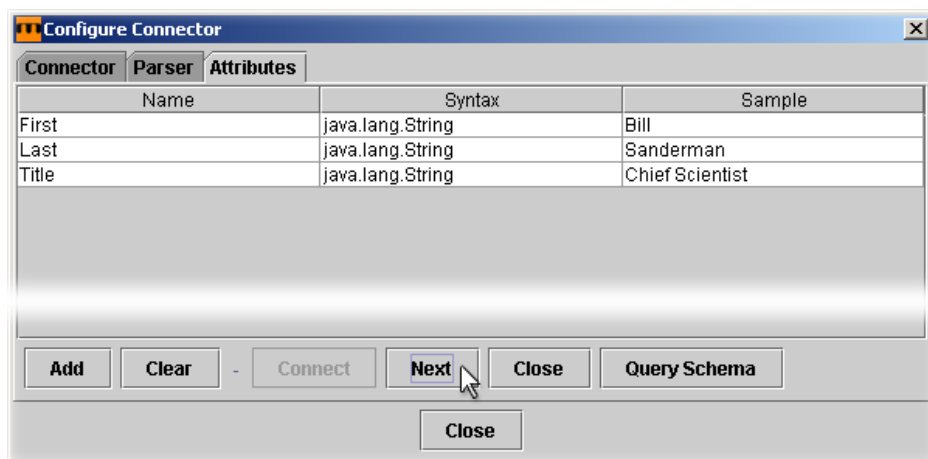 Configure Connector
Connector Parser Attributes
Name Syntax Sample
First java.lang.String Bill
Last java.lang.String Sanderman
Title java.lang.String Chief Scientist
Add Clear - Connect Next Close Query Schema
Close